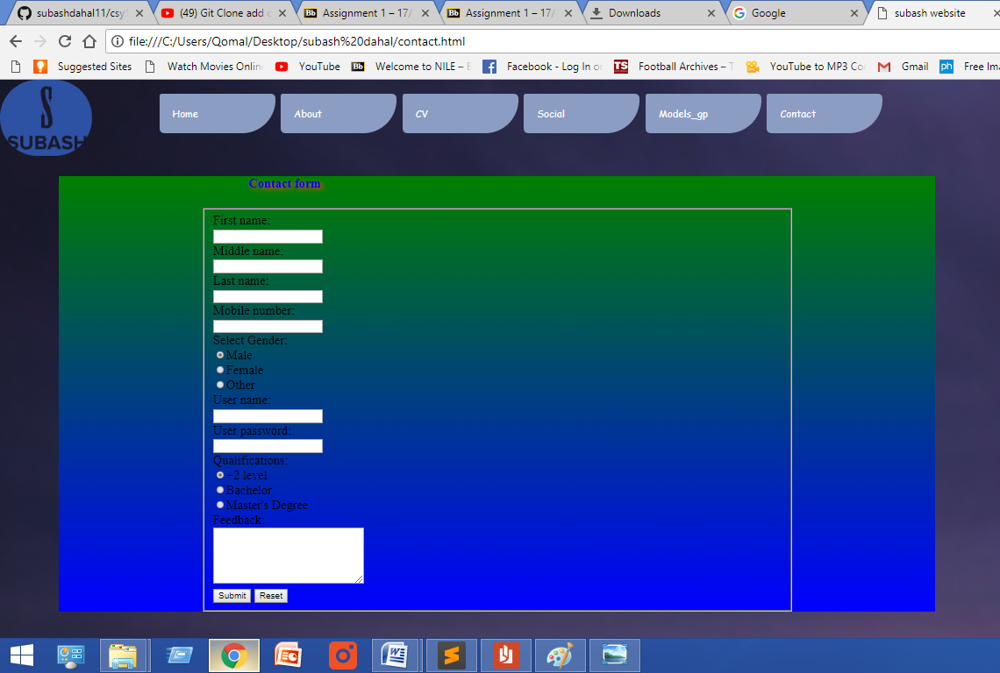 subashdahal11/csy
(49) Git Clone add
Assignment 1 – 17/
Assignment 1 – 17/
Downloads
Google
subash website
file:///C:/Users/Qomal/Desktop/subash%20dahal/contact.html
Suggested Sites
Watch Movies Onlin
YouTube
Bb
Welcome to NILE –
Facebook - Log In o
TS
Football Archives –
YouTube to MP3 Co
Gmail
ph
Free Im
S
SUBASH
Home
About
CV
Social
Models_gp
Contact
Contact form
First name:
Middle name:
Last name:
Mobile number:
Select Gender:
Male
Female
Other
User name:
User password:
Qualifications:
+2 level
Bachelor
Master's Degree
Feedback:
Submit Reset